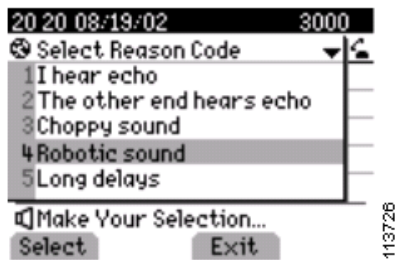 20 20 08/19/02 3000
Select Reason Code
1 I hear echo
2 The other end hears echo
3 Choppy sound
4 Robotic sound
5 Long delays
Make Your Selection...
Select Exit
113726